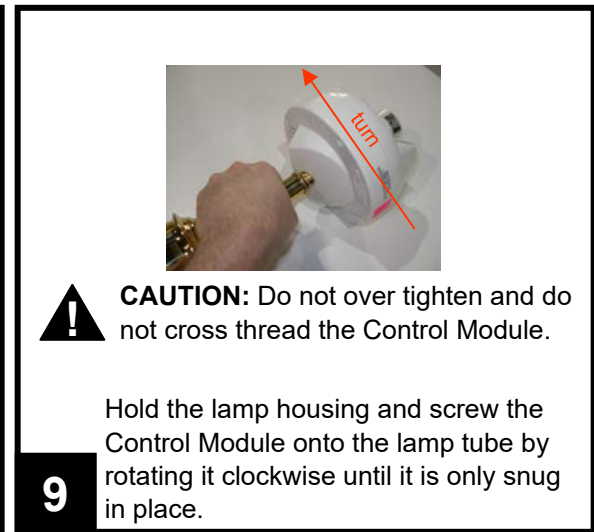 turn
! CAUTION: Do not over tighten and do
not cross thread the Control Module.
Hold the lamp housing and screw the
Control Module onto the lamp tube by
rotating it clockwise until it is only snug
in place.
9